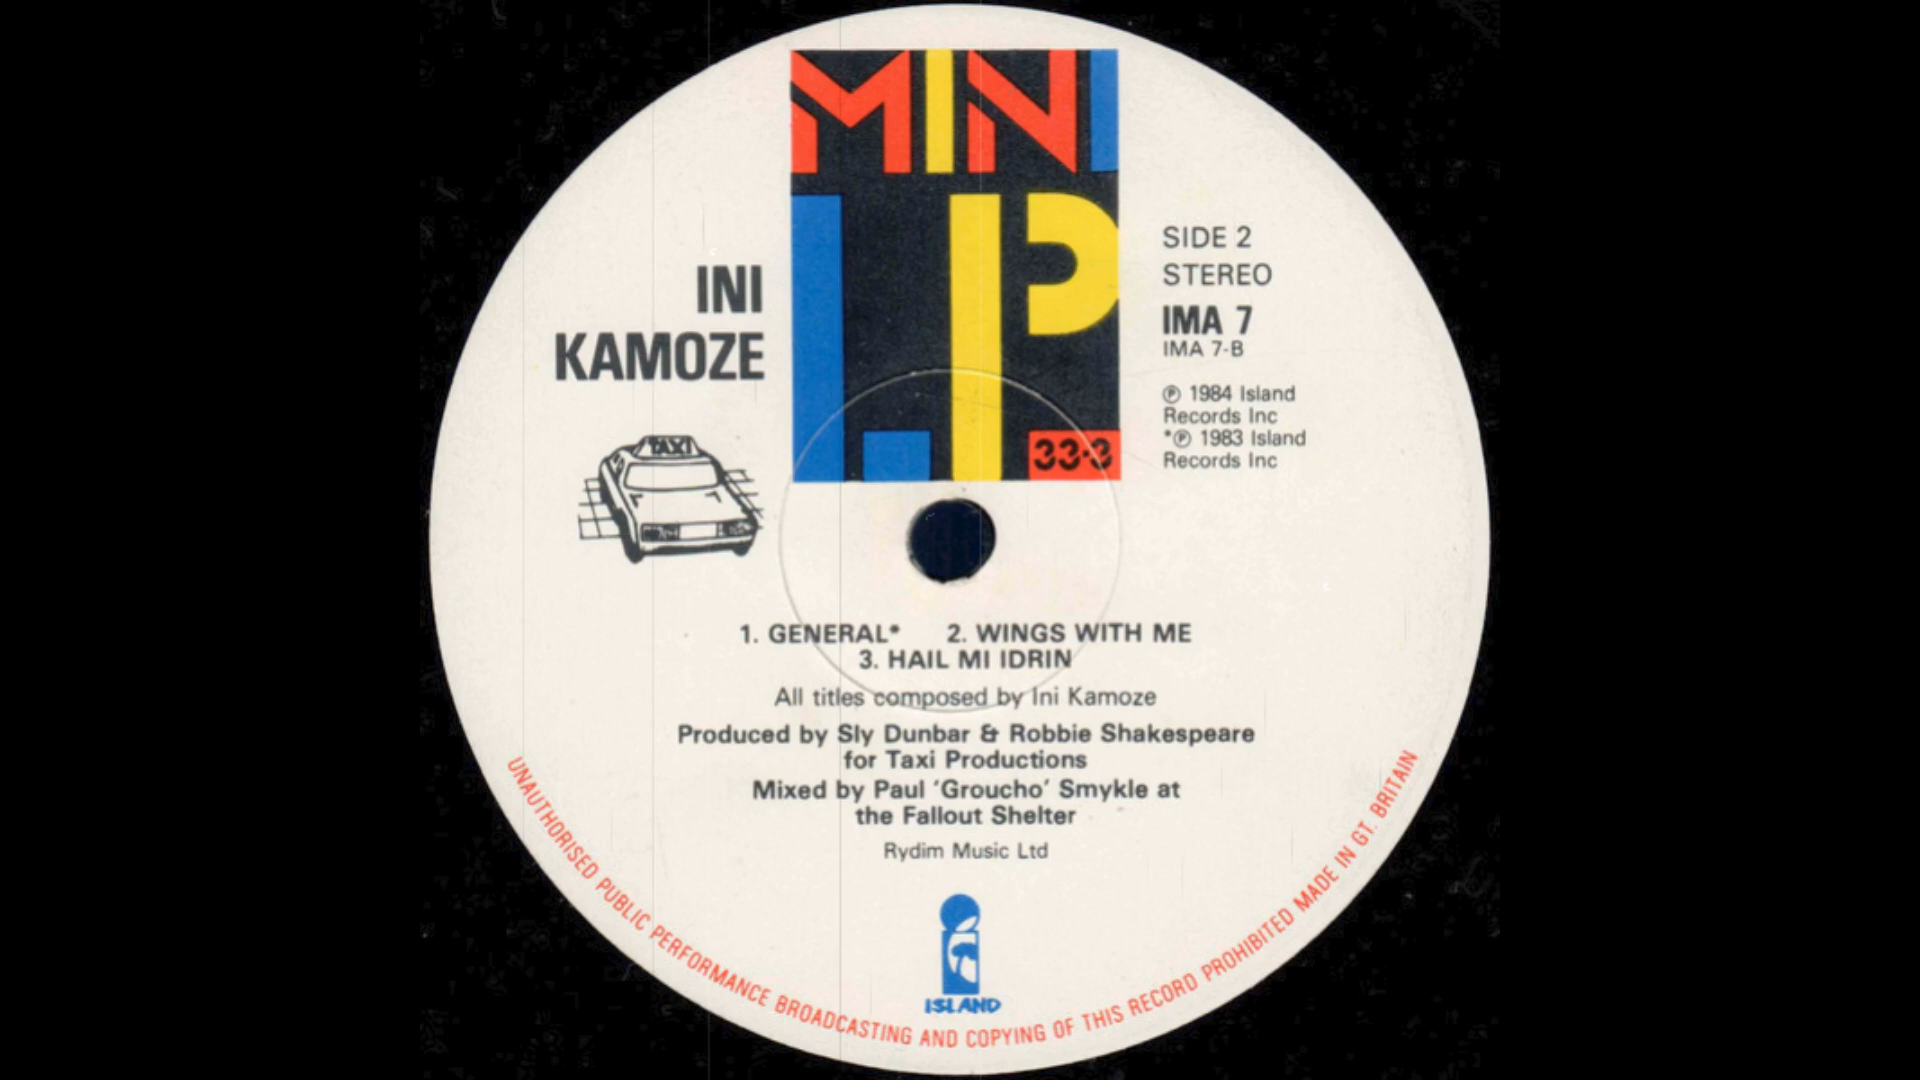 MINI
LP
33⅓
INI
KAMOZE
TAXI
SIDE 2
STEREO
IMA 7
IMA 7-B
℗ 1984 Island
Records Inc
*℗ 1983 Island
Records Inc
1. GENERAL* 2. WINGS WITH ME
3. HAIL MI IDRIN
All titles composed by Ini Kamoze
Produced by Sly Dunbar & Robbie Shakespeare
for Taxi Productions
Mixed by Paul ‘Groucho’ Smykle at
the Fallout Shelter
Rydim Music Ltd
ISLAND
UNAUTHORISED PUBLIC PERFORMANCE BROADCASTING AND COPYING OF THIS RECORD PROHIBITED MADE IN GT. BRITAIN